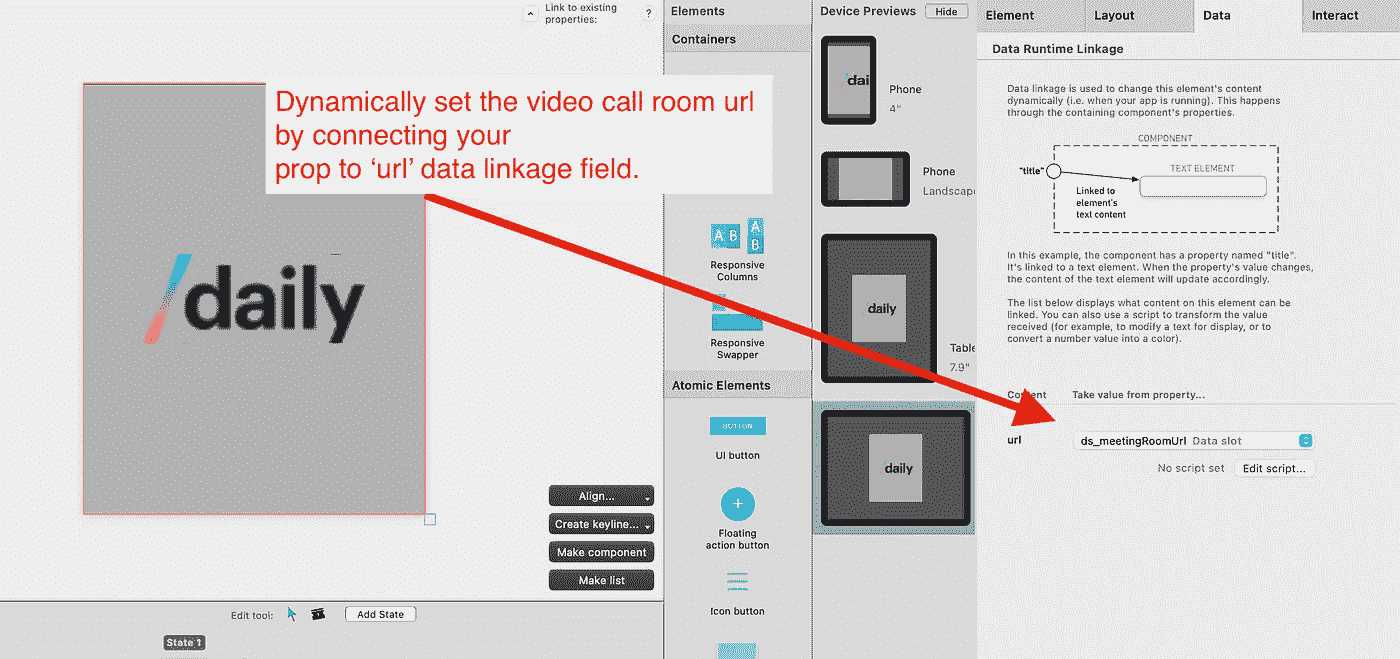 Link to existing
properties:
?
Elements
Containers
Device Previews
Hide
Element
Layout
Data
Interact
Data Runtime Linkage
Dynamically set the video call room url
by connecting your
prop to ‘url’ data linkage field.
/daily
A B
A
B
Responsive
Columns
Responsive
Swapper
Atomic Elements
BUTTON
UI button
+
Floating
action button
Icon button
dai
Phone
4"
Phone
Landscap
daily
Table
7.9"
daily
Data linkage is used to change this element's content
dynamically (i.e. when your app is running). This happens
through the containing component's properties.
COMPONENT
"title"
TEXT ELEMENT
Linked to
element's
text content
In this example, the component has a property named "title".
It's linked to a text element. When the property's value changes,
the content of the text element will update accordingly.
The list below displays what content on this element can be
linked. You can also use a script to transform the value
received (for example, to modify a text for display, or to
convert a number value into a color).
Content
Take value from property...
url
ds_meetingRoomUrl Data slot
No script set
Edit script...
Align...
Create keyline...
Make component
Make list
Edit tool:
Add State
State 1